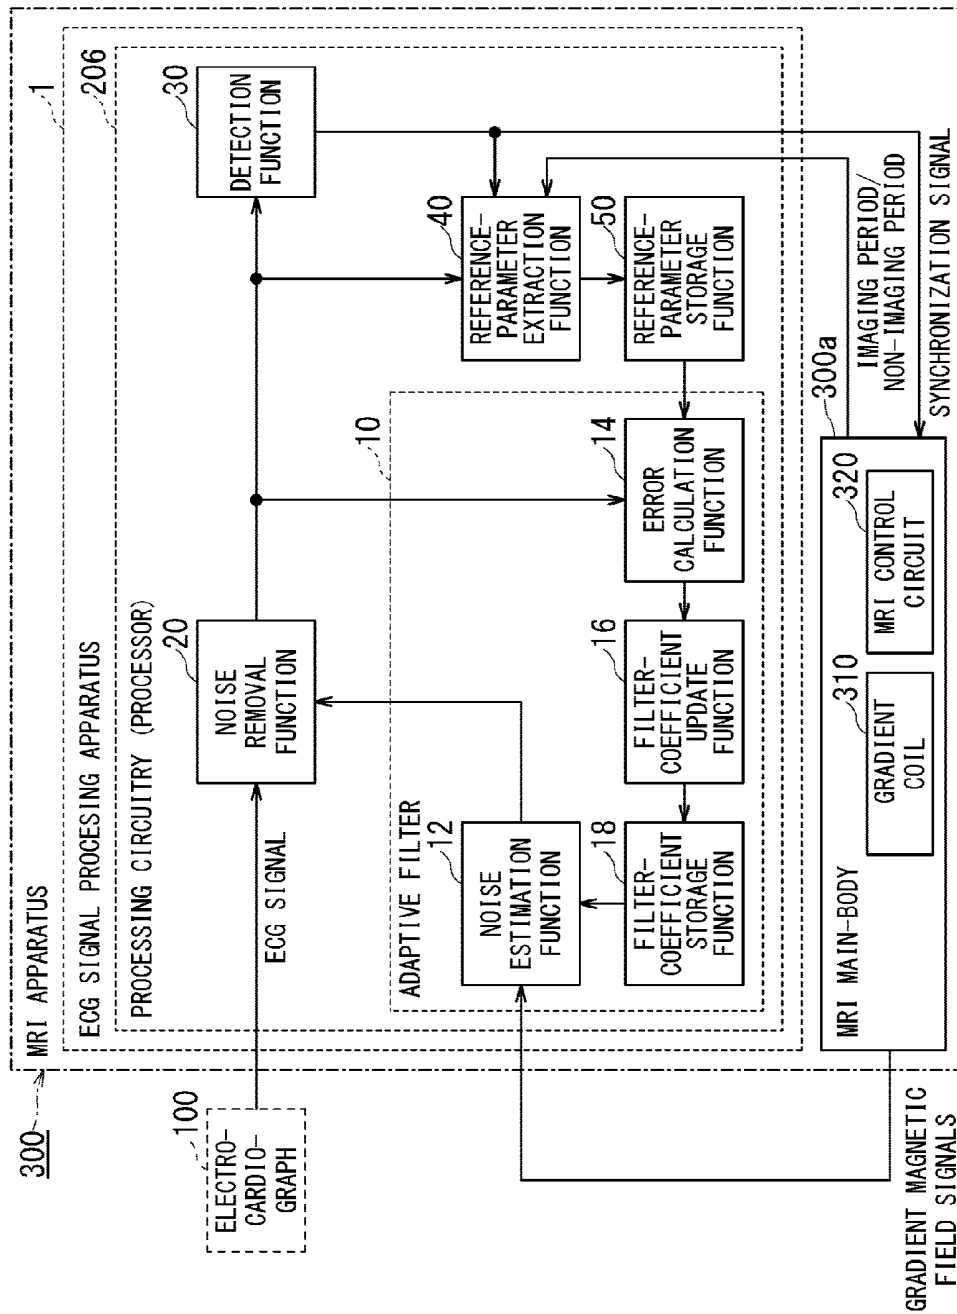 300
MRI APPARATUS
1
ECG SIGNAL PROCESING APPARATUS
206
PROCESSING CIRCUITRY (PROCESSOR)
100
ELECTRO-
CARDIO-
GRAPH
ECG SIGNAL
20
NOISE
REMOVAL
FUNCTION
30
DETECTION
FUNCTION
40
REFERENCE-
PARAMETER
EXTRACTION
FUNCTION
50
REFERENCE-
PARAMETER
STORAGE
FUNCTION
10
ADAPTIVE FILTER
12
NOISE
ESTIMATION
FUNCTION
18
FILTER-
COEFFICIENT
STORAGE
FUNCTION
16
FILTER-
COEFFICIENT
UPDATE
FUNCTION
14
ERROR
CALCULATION
FUNCTION
300a
MRI MAIN-BODY
310
GRADIENT
COIL
320
MRI CONTROL
CIRCUIT
IMAGING PERIOD/
NON-IMAGING PERIOD
SYNCHRONIZATION SIGNAL
GRADIENT MAGNETIC
FIELD SIGNALS